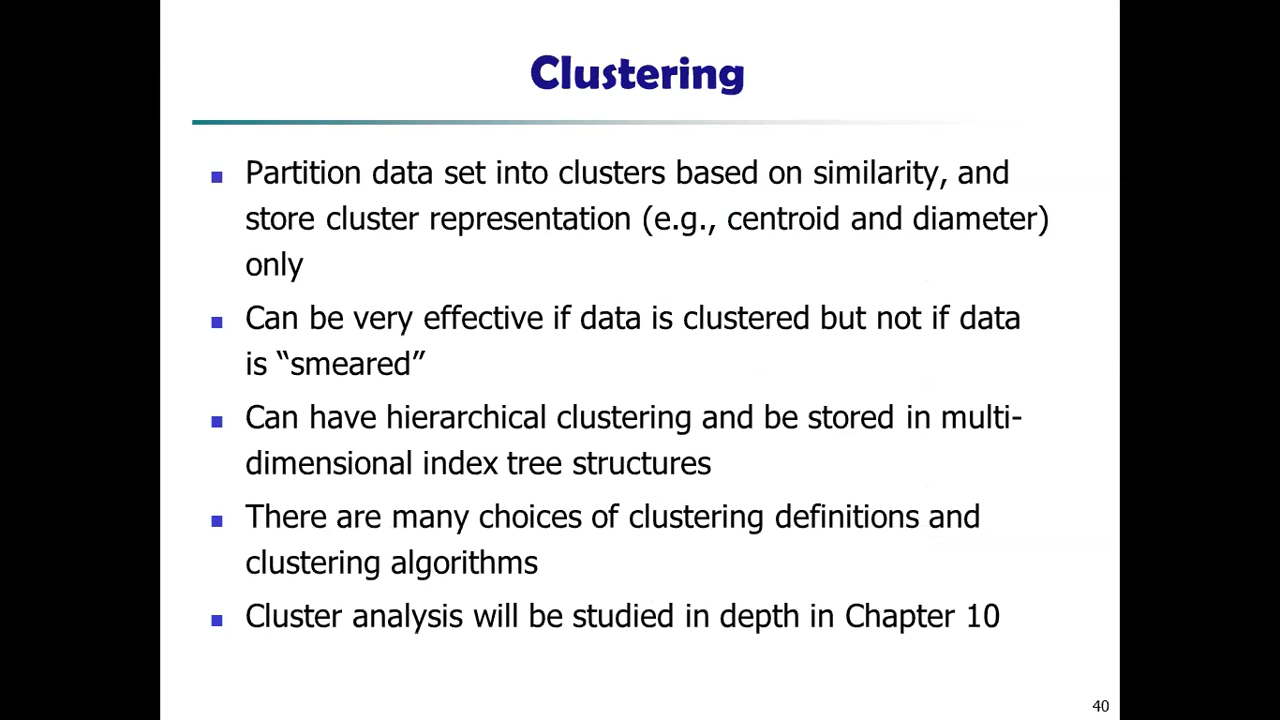 Clustering
Partition data set into clusters based on similarity, and
store cluster representation (e.g., centroid and diameter)
only
Can be very effective if data is clustered but not if data
is “smeared”
Can have hierarchical clustering and be stored in multi-
dimensional index tree structures
There are many choices of clustering definitions and
clustering algorithms
Cluster analysis will be studied in depth in Chapter 10
40